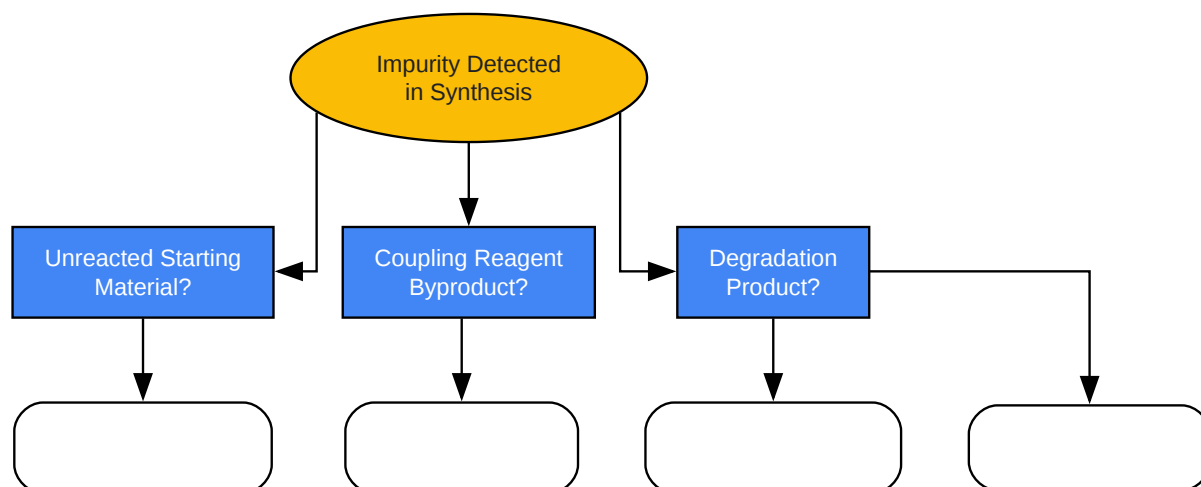 Impurity Detected
in Synthesis
Unreacted Starting
Material?
Coupling Reagent
Byproduct?
Degradation
Product?